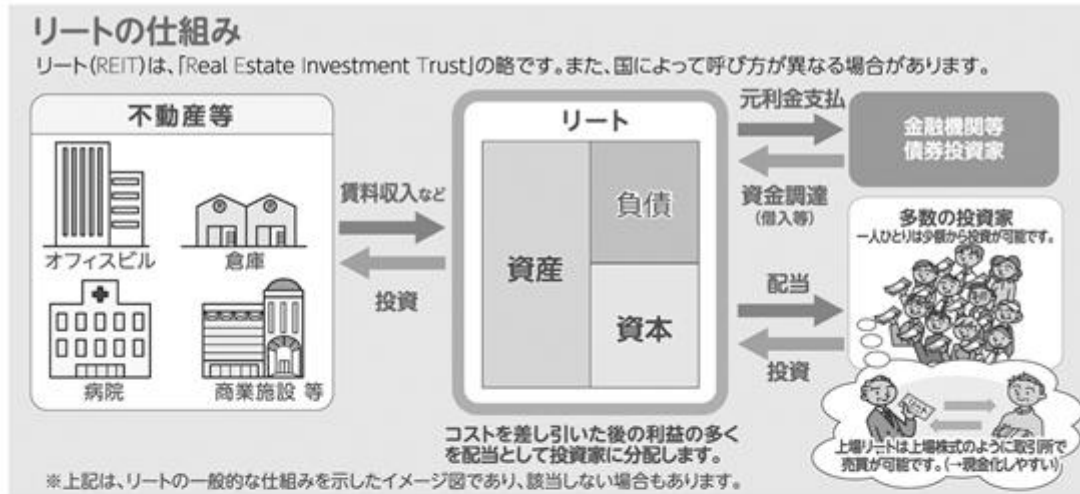 リートの仕組み
リート(REIT)は、「Real Estate Investment Trust」の略です。また、国によって呼び方が異なる場合があります。
不動産等
オフィスビル
倉庫
病院
商業施設 等
賃料収入など
投資
リート
資産
負債
資本
コストを差し引いた後の利益の多く
を配当として投資家に分配します。
元利金支払
資金調達
(借入等)
金融機関等
債券投資家
配当
投資
多数の投資家
一人ひとりは少額から投資が可能です。
リート
上場リートは上場株式のように取引所で
売買が可能です。(→現金化しやすい)
※上記は、リートの一般的な仕組みを示したイメージ図であり、該当しない場合もあります。